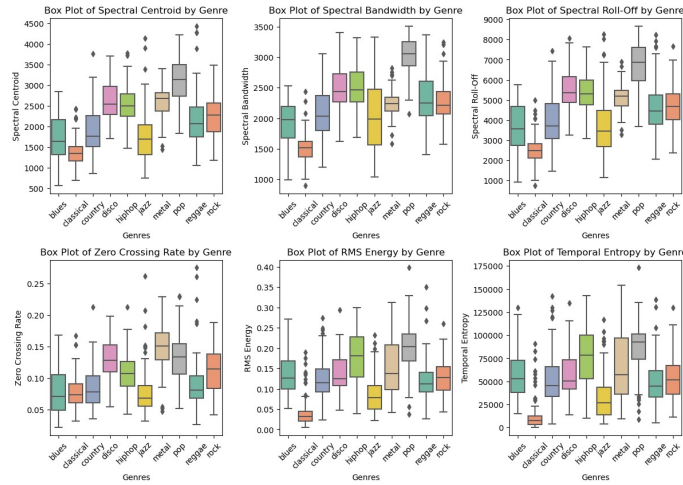 Box Plot of Spectral Centroid by Genre
Spectral Centroid
4500
4000
3500
3000
2500
2000
1500
1000
500
blues
classical
country
disco
hiphop
jazz
metal
pop
reggae
rock
Genres
Box Plot of Spectral Bandwidth by Genre
Spectral Bandwidth
3500
3000
2500
2000
1500
1000
blues
classical
country
disco
hiphop
jazz
metal
pop
reggae
rock
Genres
Box Plot of Spectral Roll-Off by Genre
Spectral Roll-Off
9000
8000
7000
6000
5000
4000
3000
2000
1000
blues
classical
country
disco
hiphop
jazz
metal
pop
reggae
rock
Genres
Box Plot of Zero Crossing Rate by Genre
Zero Crossing Rate
0.25
0.20
0.15
0.10
0.05
blues
classical
country
disco
hiphop
jazz
metal
pop
reggae
rock
Genres
Box Plot of RMS Energy by Genre
RMS Energy
0.40
0.35
0.30
0.25
0.20
0.15
0.10
0.05
0.00
blues
classical
country
disco
hiphop
jazz
metal
pop
reggae
rock
Genres
Box Plot of Temporal Entropy by Genre
Temporal Entropy
175000
150000
125000
100000
75000
50000
25000
0
blues
classical
country
disco
hiphop
jazz
metal
pop
reggae
rock
Genres